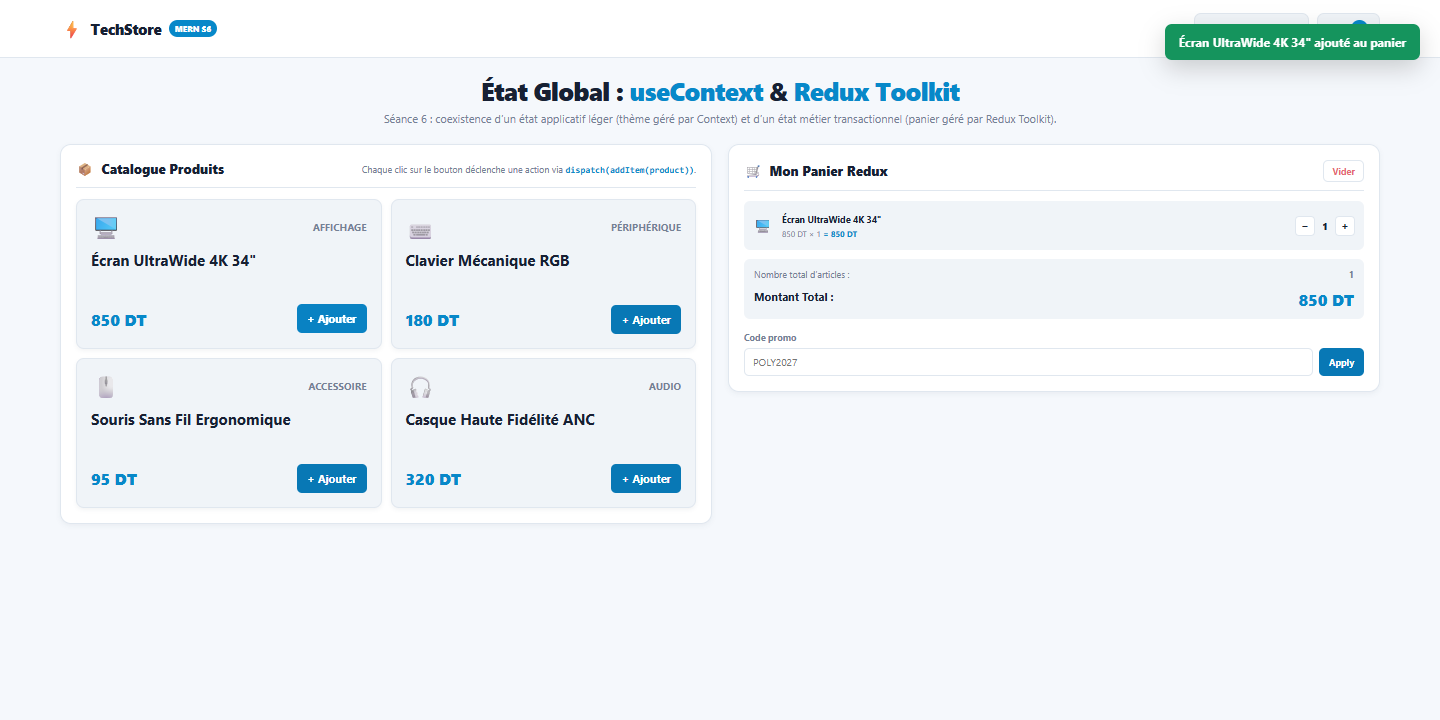 TechStore MERN S6
Écran UltraWide 4K 34" ajouté au panier
État Global : useContext & Redux Toolkit
Séance 6 : coexistence d'un état applicatif léger (thème géré par Context) et d'un état métier transactionnel (panier géré par Redux Toolkit).
Catalogue Produits
Chaque clic sur le bouton déclenche une action via dispatch(addItem(product)).
AFFICHAGE
Écran UltraWide 4K 34"
850 DT
+ Ajouter
PÉRIPHÉRIQUE
Clavier Mécanique RGB
180 DT
+ Ajouter
ACCESSOIRE
Souris Sans Fil Ergonomique
95 DT
+ Ajouter
AUDIO
Casque Haute Fidélité ANC
320 DT
+ Ajouter
Mon Panier Redux
Vider
Écran UltraWide 4K 34"
850 DT × 1 = 850 DT
− 1 +
Nombre total d'articles : 1
Montant Total : 850 DT
Code promo
POLY2027
Apply